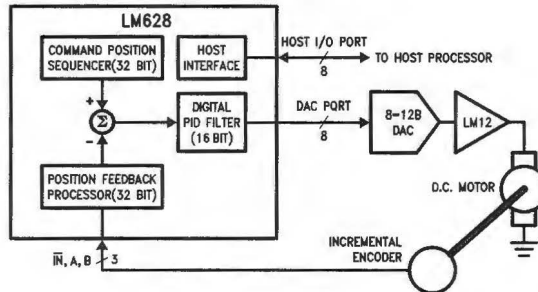 LM628
COMMAND POSITION
SEQUENCER(32 BIT)
HOST
INTERFACE
HOST I/O PORT
8
TO HOST PROCESSOR
+
Σ
-
DIGITAL
PID FILTER
(16 BIT)
DAC PORT
8
8-12B
DAC
LM12
POSITION FEEDBACK
PROCESSOR(32 BIT)
D.C. MOTOR
INCREMENTAL
ENCODER
I̅N̅, A, B
3